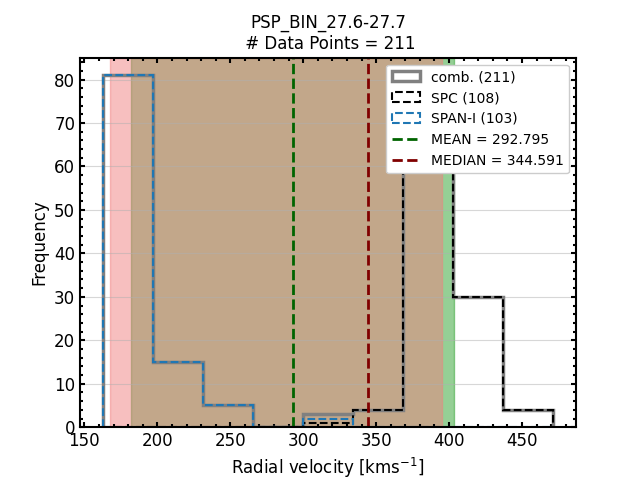 PSP_BIN_27.6-27.7
# Data Points = 211
comb. (211)
SPC (108)
SPAN-I (103)
MEAN = 292.795
MEDIAN = 344.591
Frequency
80
70
60
50
40
30
20
10
0
150 200 250 300 350 400 450
Radial velocity [kms⁻¹]